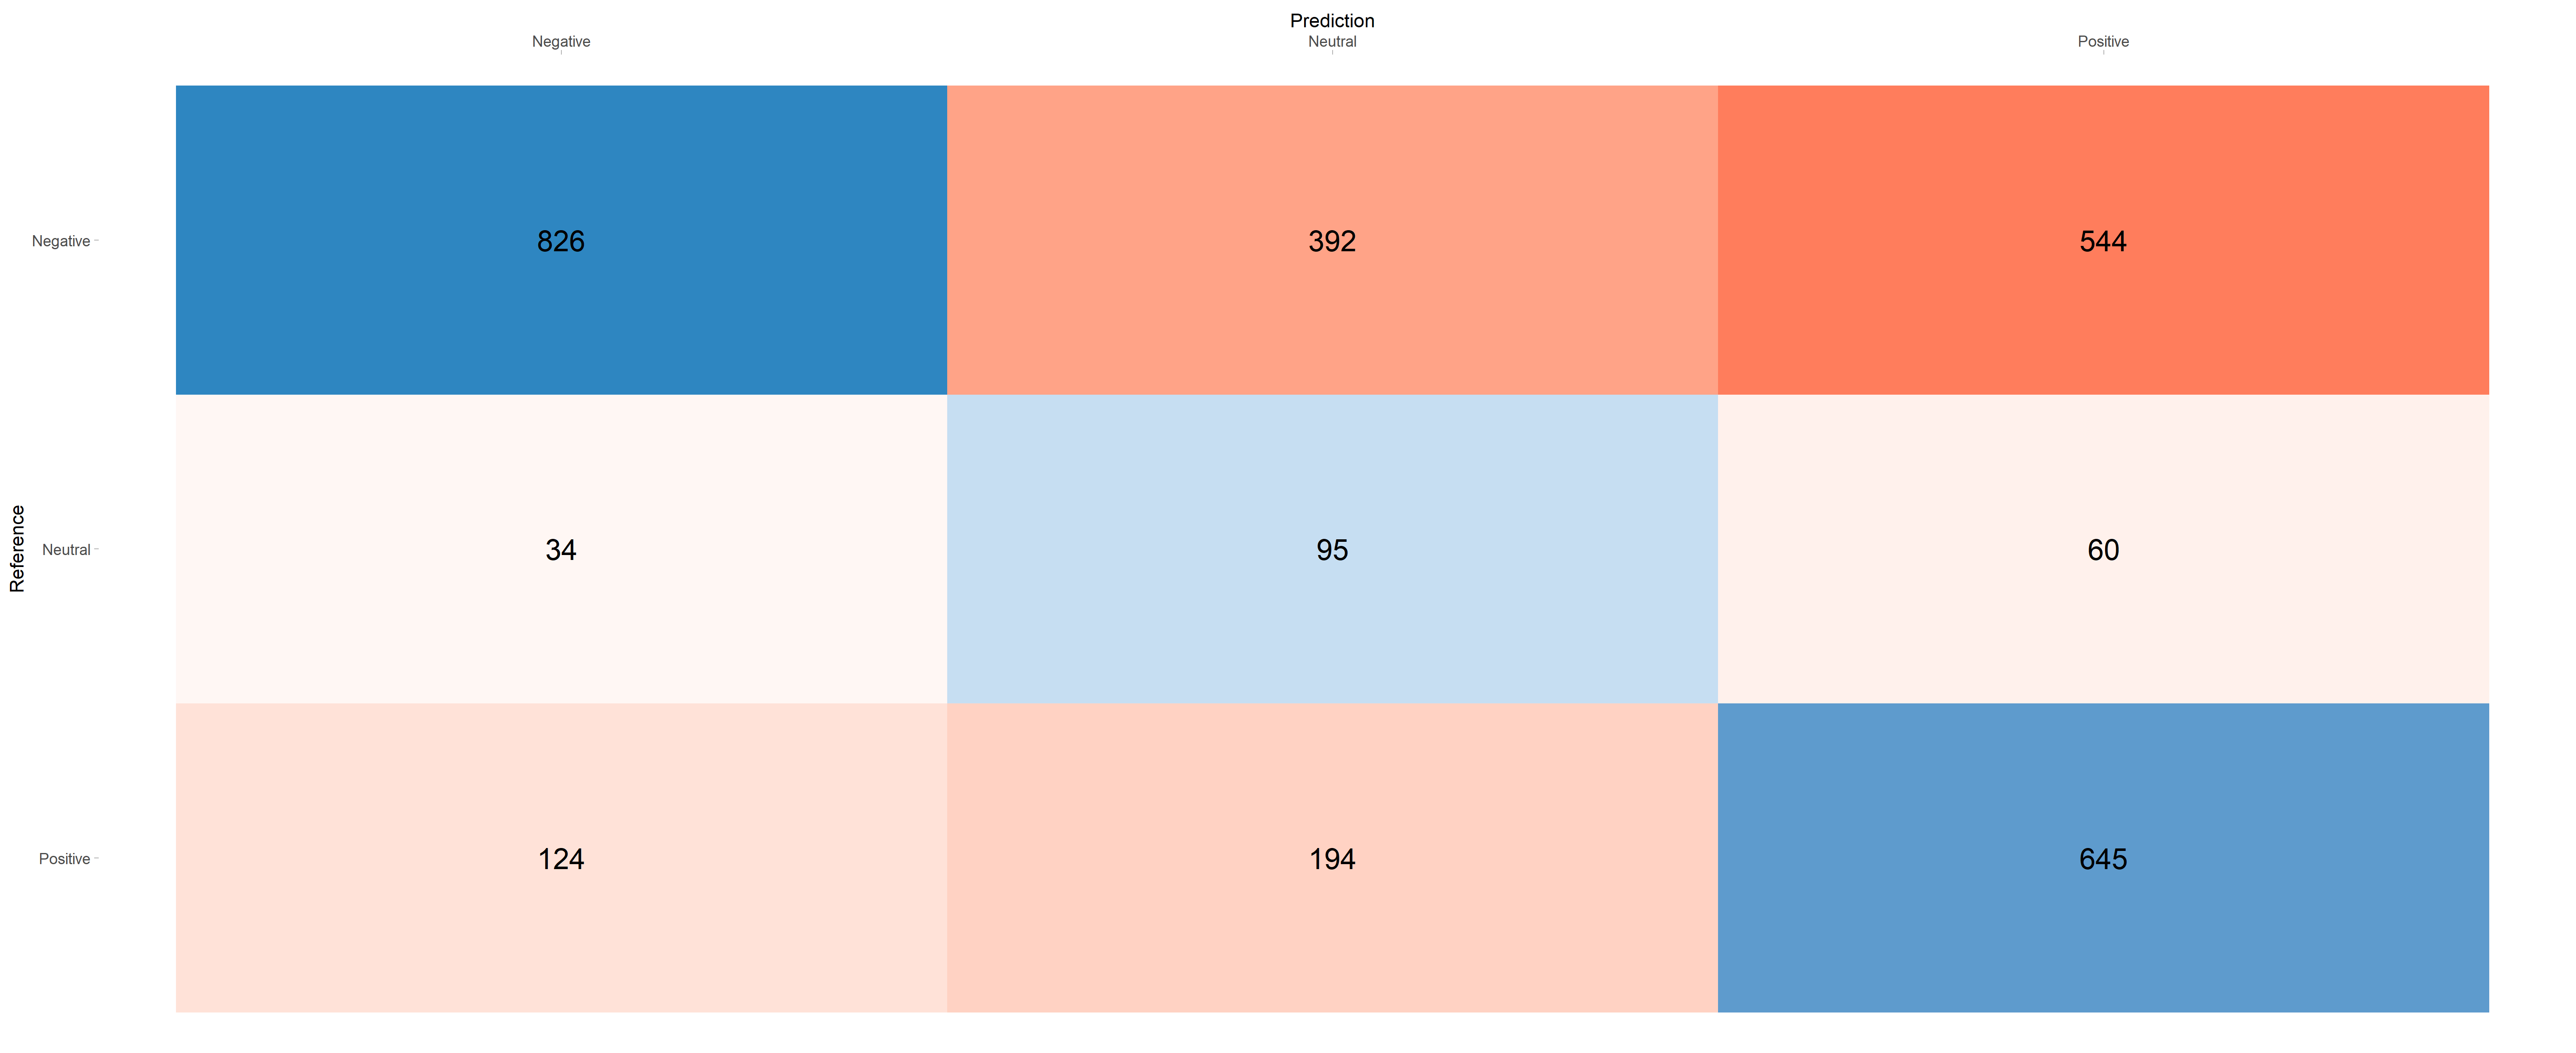 Prediction
Negative Neutral Positive
Negative 826 392 544
Reference
Neutral 34 95 60
Positive 124 194 645